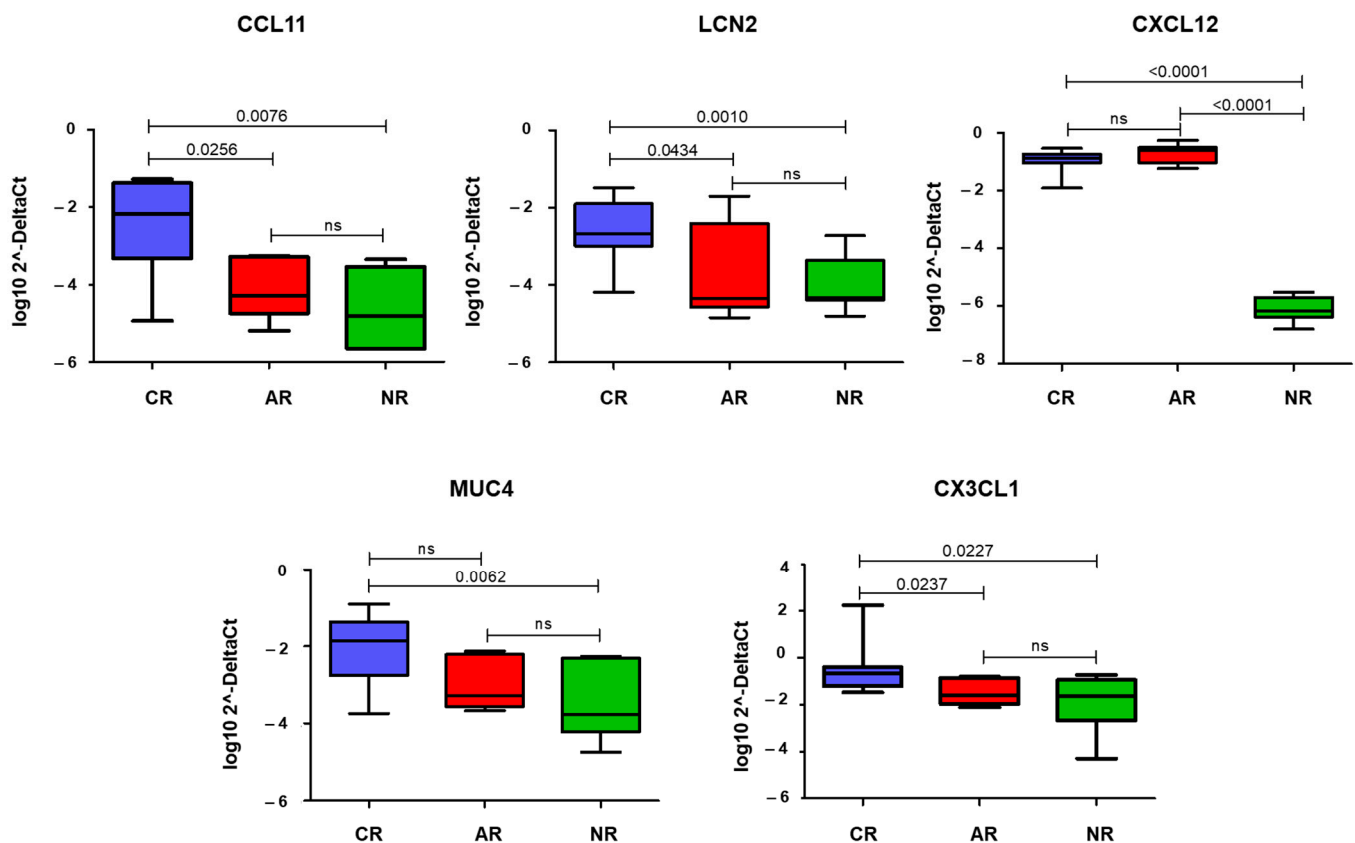 CCL11
LCN2
CXCL12
<0.0001
0.0076
0.0010
<0.0001
0
0.0256
0
0.0434
0
ns
−2
ns
−2
ns
−2
−4
−4
−4
−6
−6
−6
−8
log10 2^-DeltaCt
log10 2^-DeltaCt
log10 2^-DeltaCt
CR AR NR
CR AR NR
CR AR NR
MUC4
CX3CL1
ns
0.0227
0
0.0062
4
0.0237
2
−2
ns
0
ns
−2
−4
−4
−6
−6
log10 2^-DeltaCt
log10 2^-DeltaCt
CR AR NR
CR AR NR